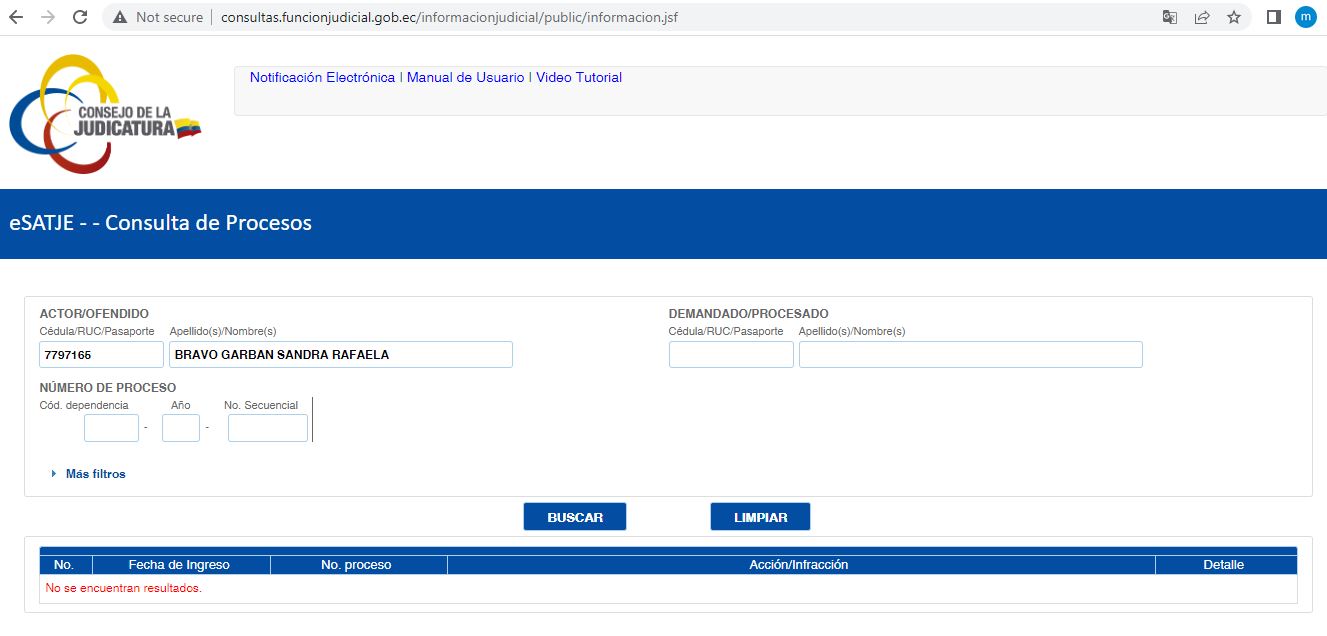 Not secure | consultas.funcionjudicial.gob.ec/informacionjudicial/public/informacion.jsf
m
CONSEJO DE LA
JUDICATURA
Notificación Electrónica | Manual de Usuario | Video Tutorial
eSATJE - - Consulta de Procesos
ACTOR/OFENDIDO
DEMANDADO/PROCESADO
Cédula/RUC/Pasaporte Apellido(s)/Nombre(s)
Cédula/RUC/Pasaporte Apellido(s)/Nombre(s)
7797165 BRAVO GARBAN SANDRA RAFAELA
NÚMERO DE PROCESO
Cód. dependencia Año No. Secuencial
- -
Más filtros
BUSCAR LIMPIAR
No. Fecha de Ingreso No. proceso Acción/Infracción Detalle
No se encuentran resultados.